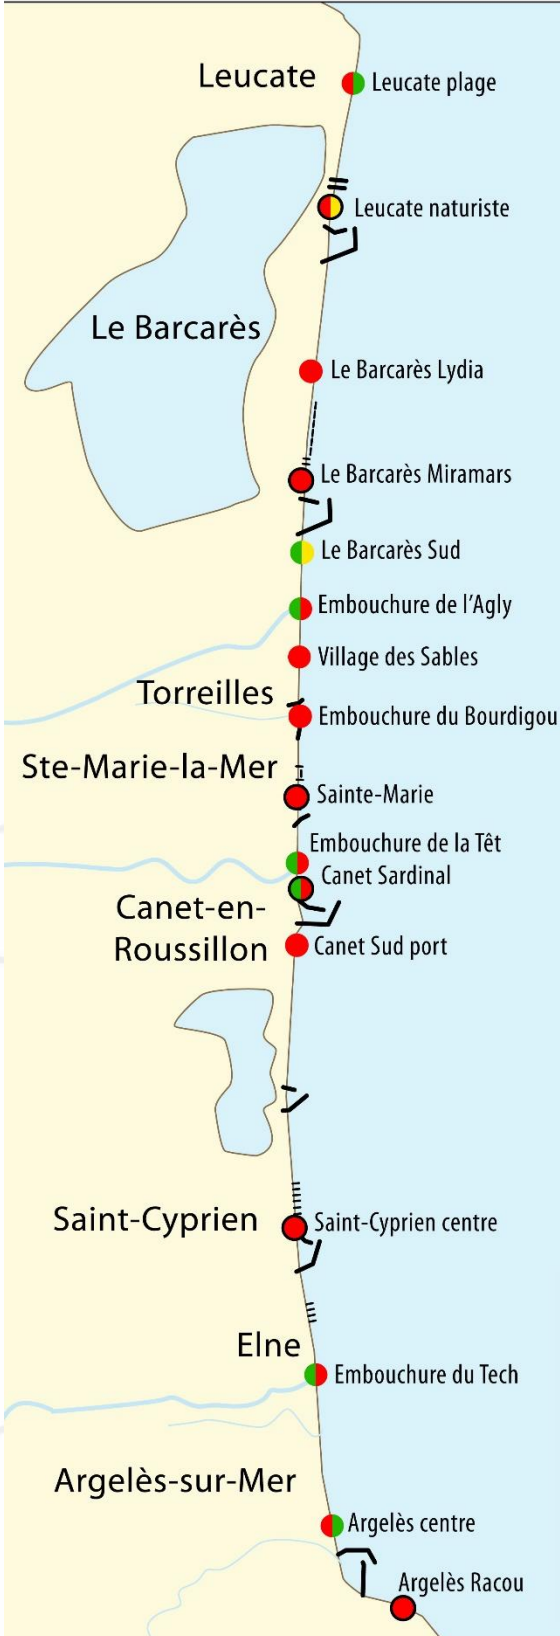 Leucate
Leucate plage
Leucate naturiste
Le Barcarès
Le Barcarès Lydia
Le Barcarès Miramars
Le Barcarès Sud
Embouchure de l'Agly
Village des Sables
Torreilles
Embouchure du Bourdigou
Ste-Marie-la-Mer
Sainte-Marie
Embouchure de la Têt
Canet Sardinal
Canet-en-
Roussillon
Canet Sud port
Saint-Cyprien
Saint-Cyprien centre
Elne
Embouchure du Tech
Argelès-sur-Mer
Argelès centre
Argelès Racou